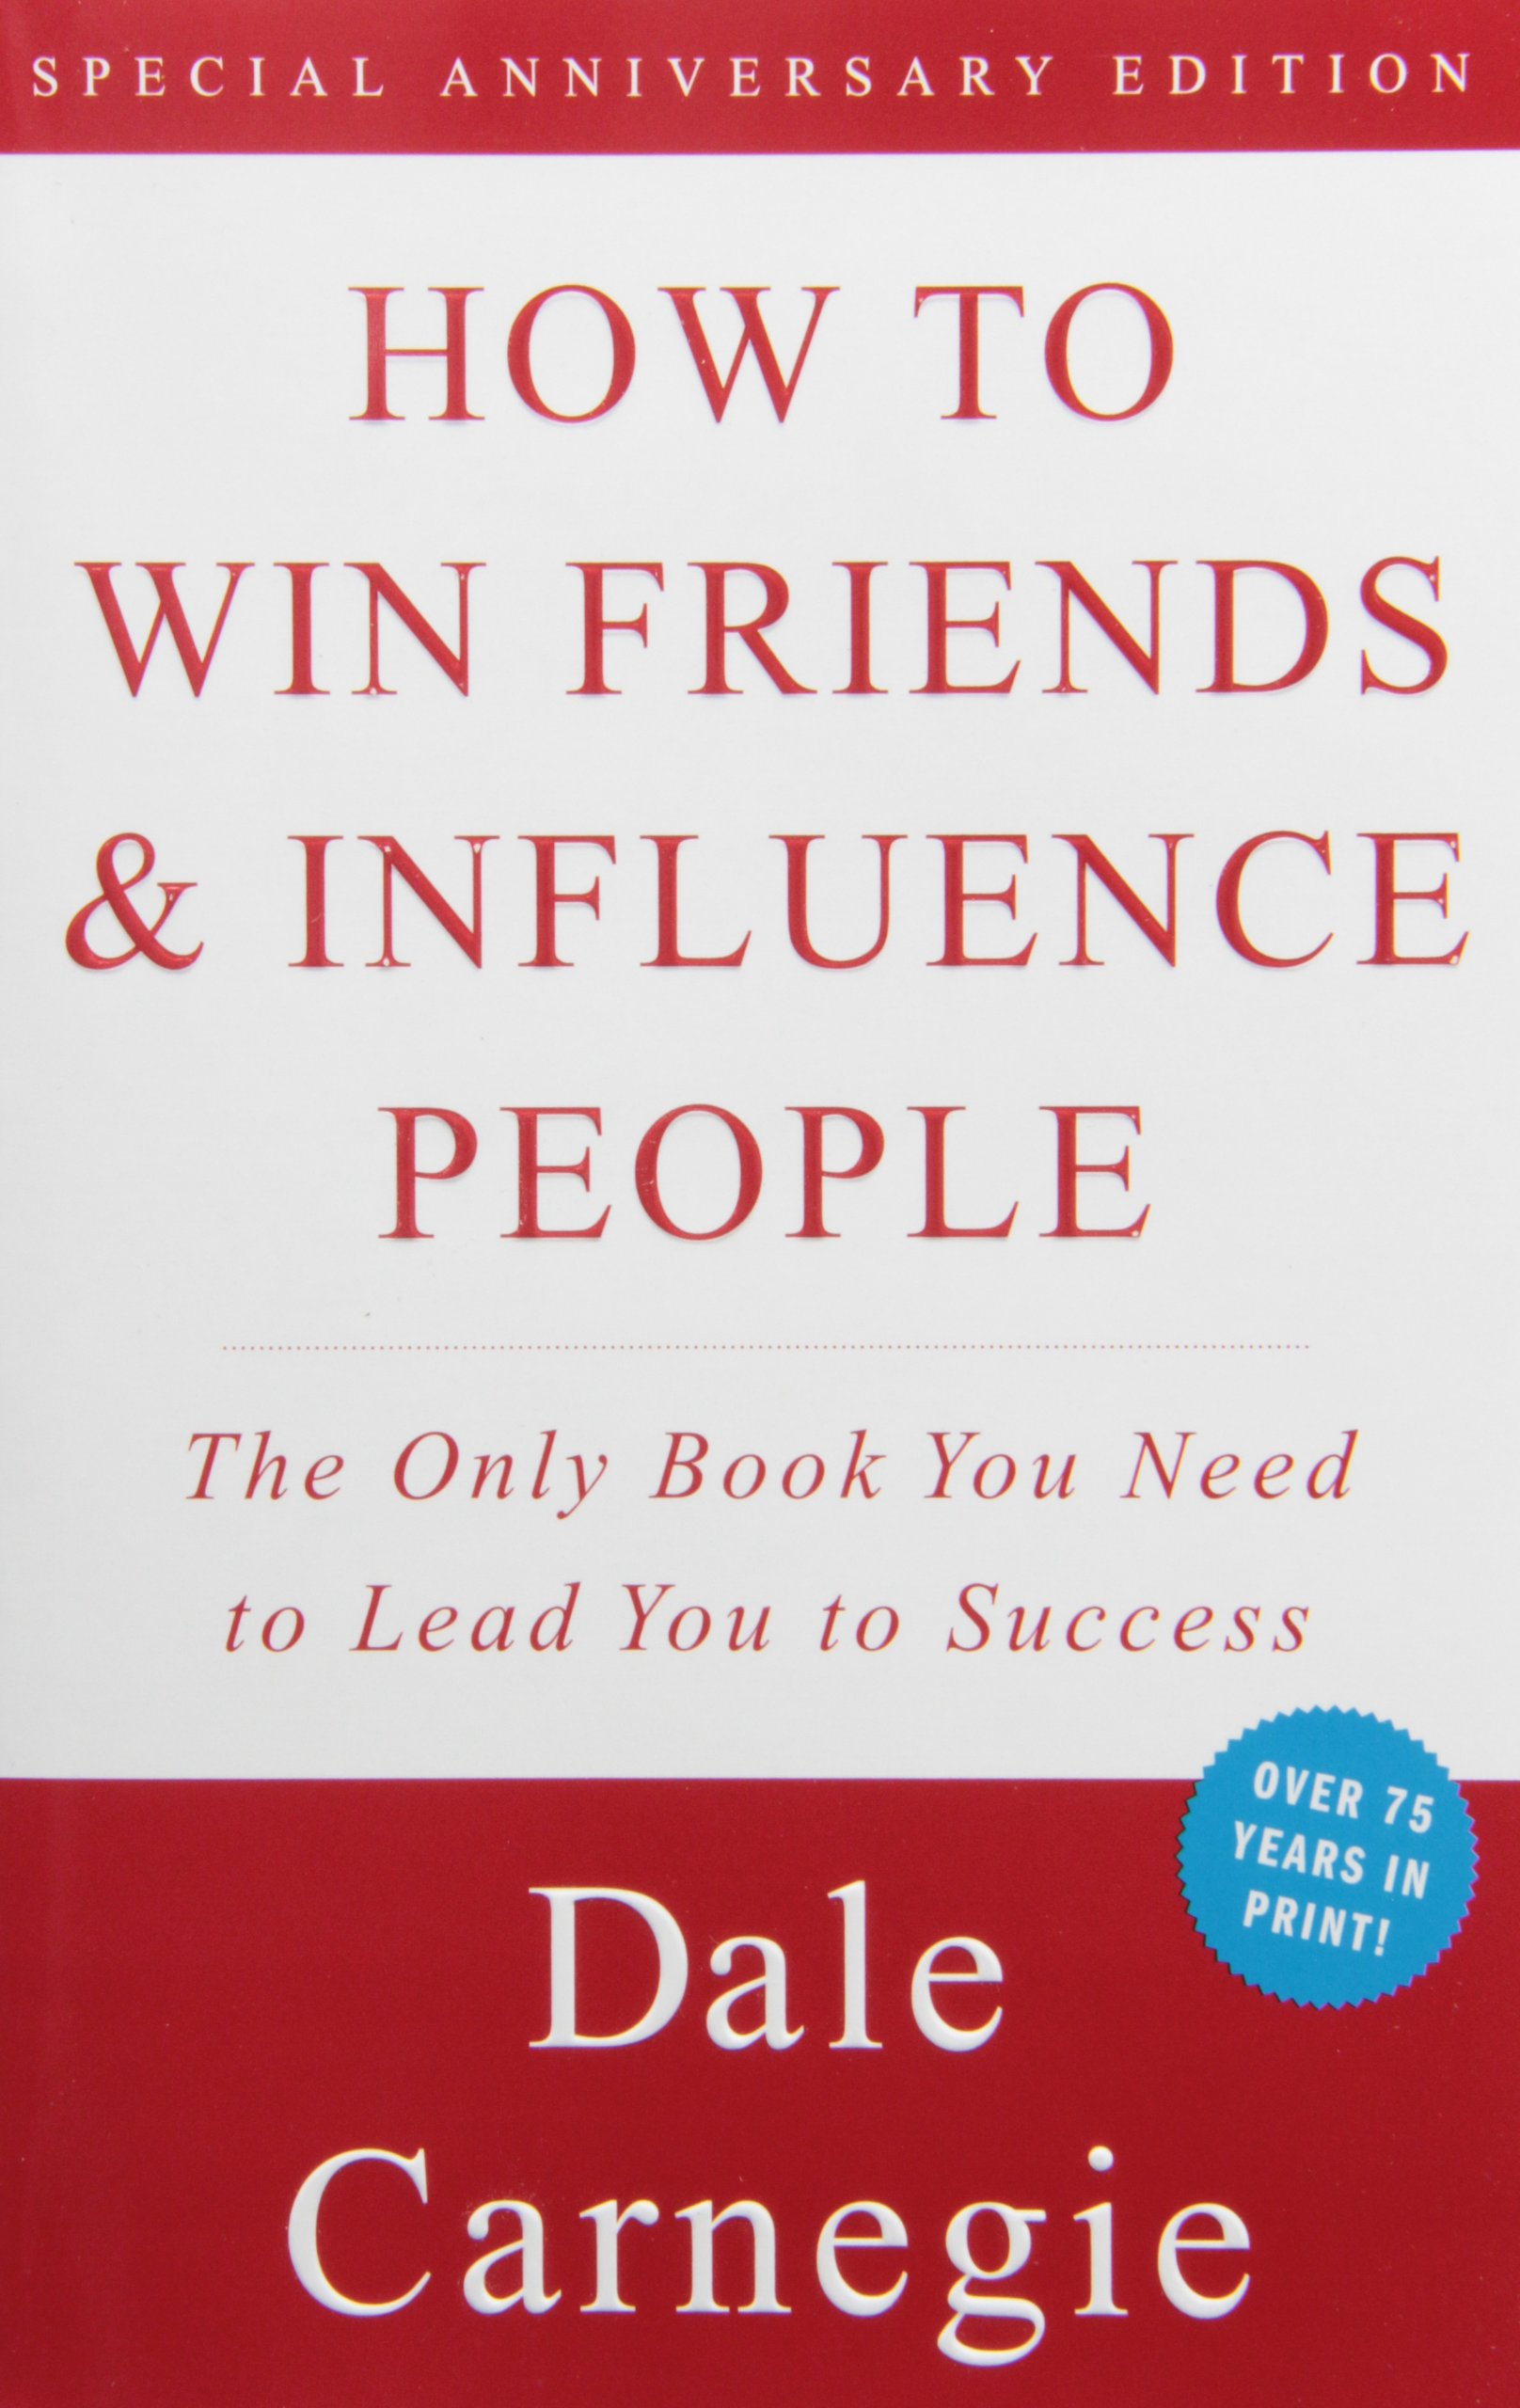 SPECIAL ANNIVERSARY EDITION
HOW TO
WIN FRIENDS
& INFLUENCE
PEOPLE
The Only Book You Need
to Lead You to Success
OVER 75
YEARS IN
PRINT!
Dale
Carnegie